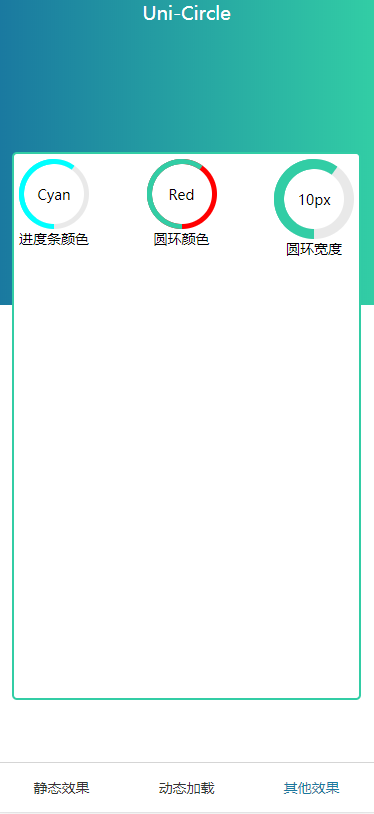 Uni-Circle
Cyan
Red
10px
进度条颜色
圆环颜色
圆环宽度
静态效果
动态加载
其他效果